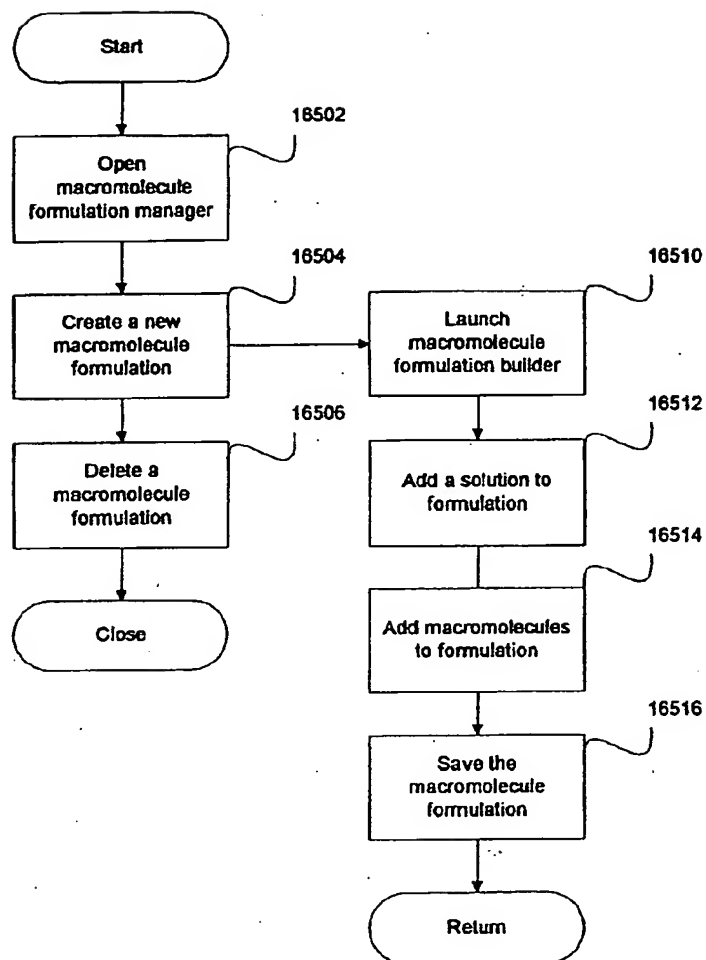 Start
16502
Open
macromolecule
formulation manager
16504
Create a new
macromolecule
formulation
16506
Delete a
macromolecule
formulation
Close
16510
Launch
macromolecule
formulation builder
16512
Add a solution to
formulation
16514
Add macromolecules
to formulation
16516
Save the
macromolecule
formulation
Return